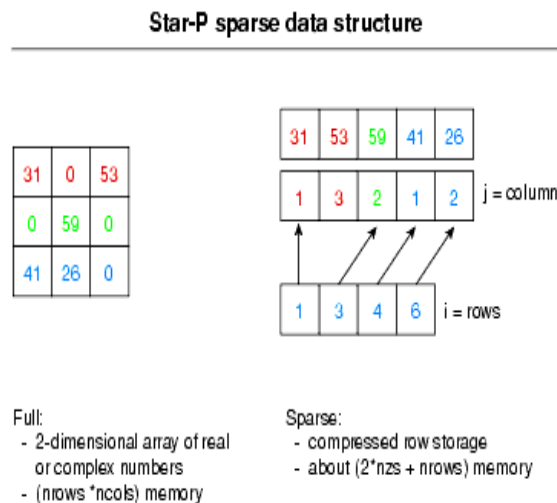 Star-P sparse data structure
31 53 59 41 26
31 0 53
1 3 2 1 2 j = column
0 59 0
41 26 0
1 3 4 6 i = rows
Full:
- 2-dimensional array of real
or complex numbers
- (nrows *ncols) memory
Sparse:
- compressed row storage
- about (2*nzs + nrows) memory